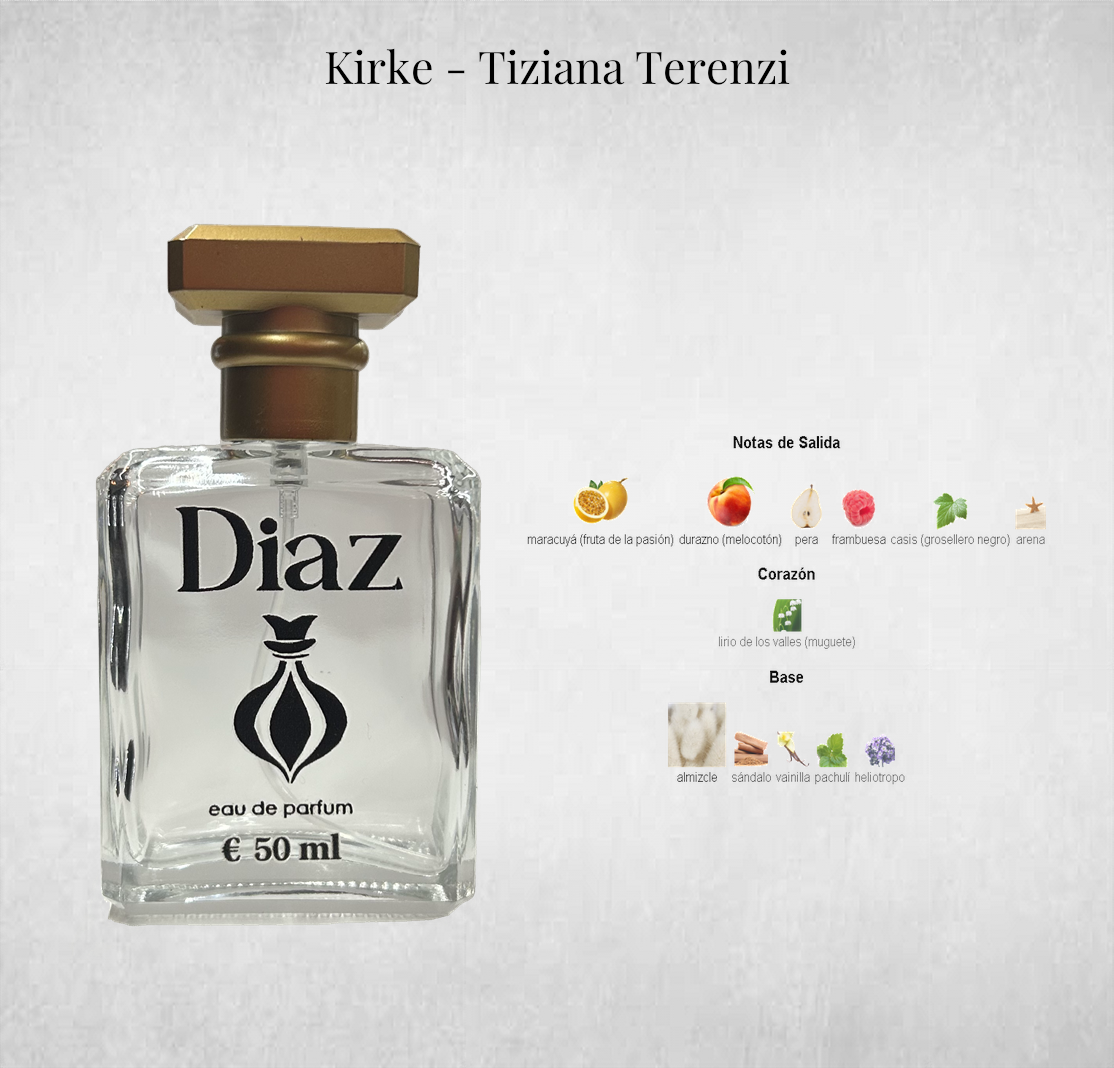 Kirke - Tiziana Terenzi
Diaz
eau de parfum
€ 50 ml
Notas de Salida
maracuyá (fruta de la pasión) durazno (melocotón) pera frambuesa casis (grosellero negro) arena
Corazón
lirio de los valles (muguete)
Base
almizcle sándalo vainilla pachulí heliotropo